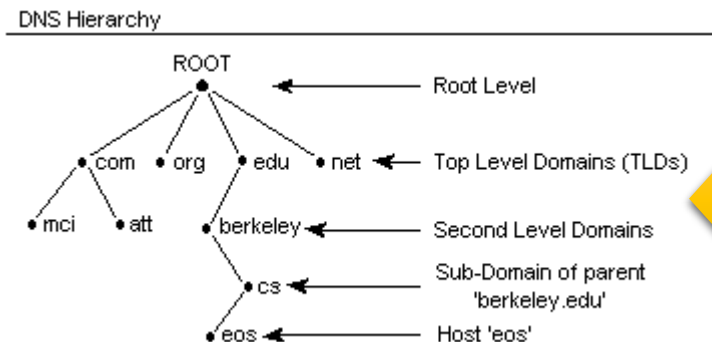 DNS Hierarchy
ROOT
Root Level
com org edu net
Top Level Domains (TLDs)
mci att berkeley
Second Level Domains
cs
Sub-Domain of parent
'berkeley.edu'
eos
Host 'eos'